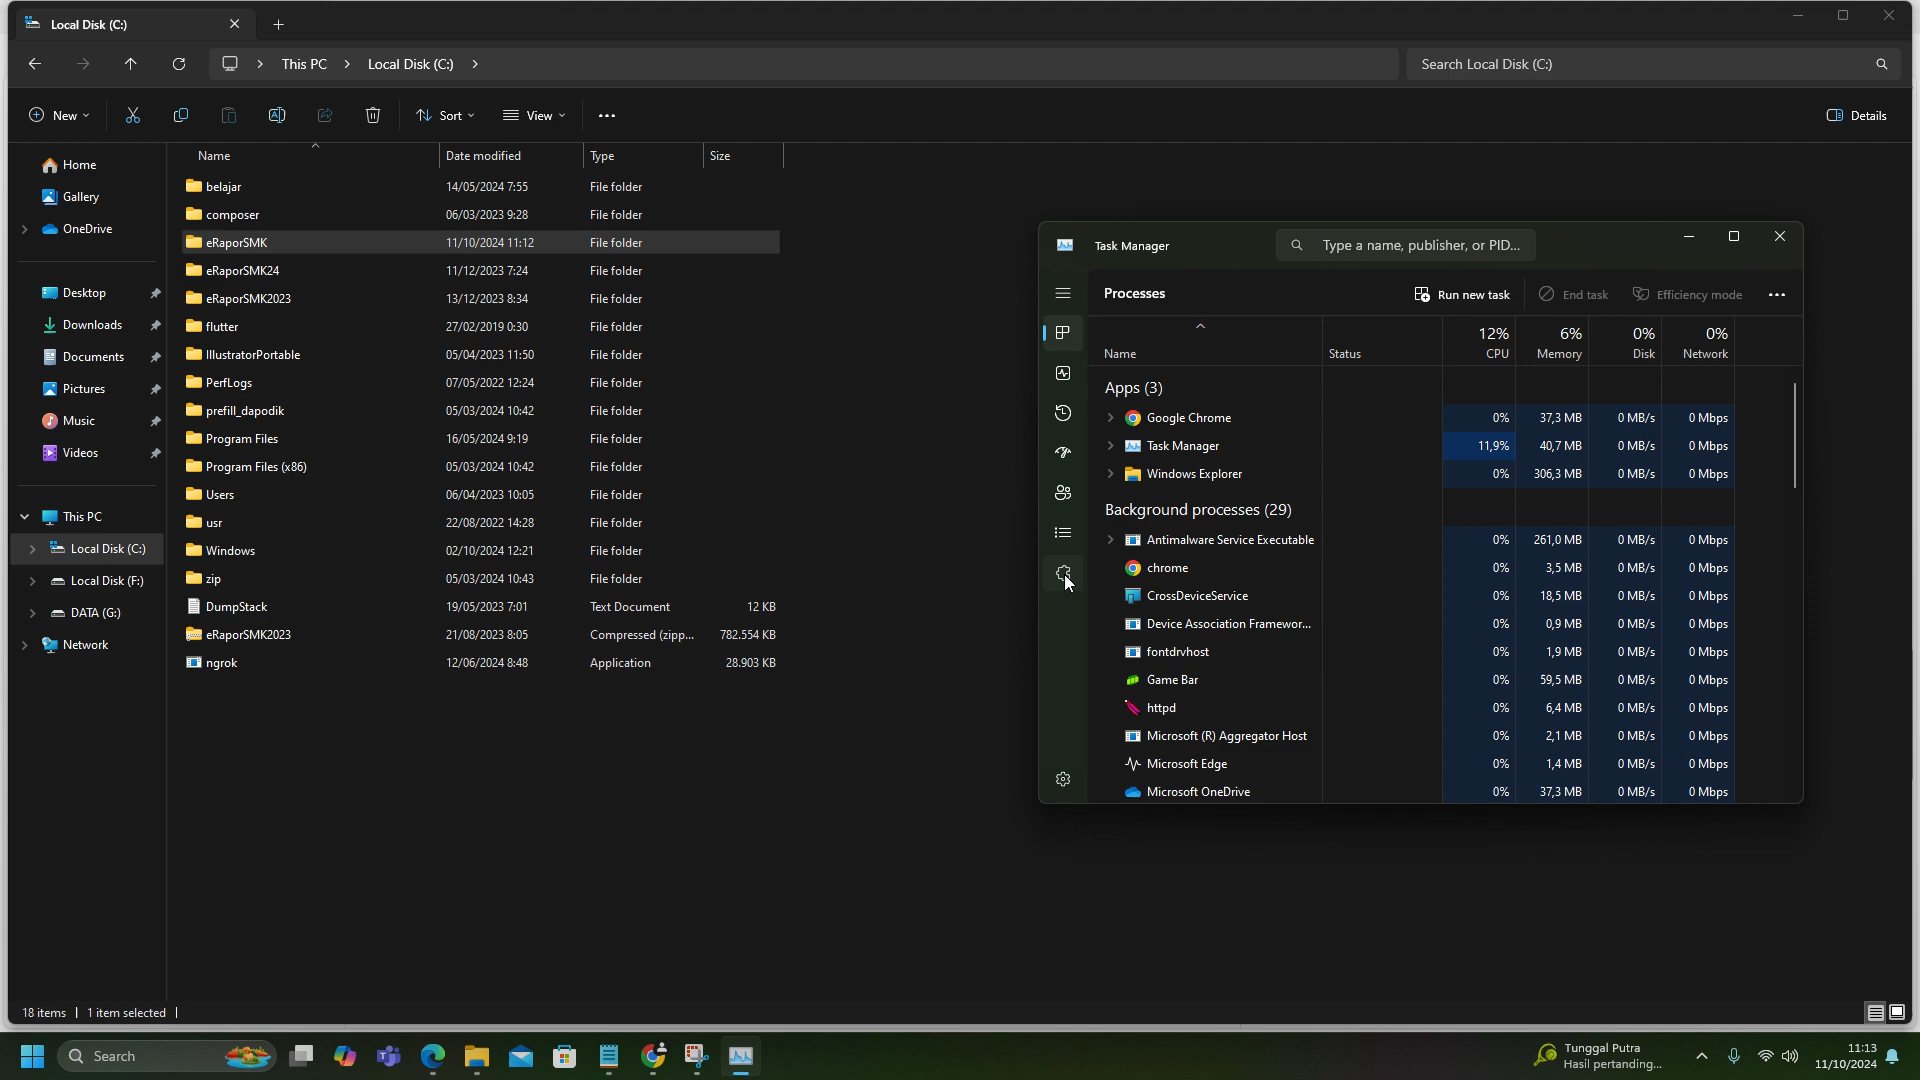 Local Disk (C:)
This PC
Local Disk (C:)
Search Local Disk (C:)
New
Sort
View
Details
Home
Gallery
OneDrive
Desktop
Downloads
Documents
Pictures
Music
Videos
This PC
Local Disk (C:)
Local Disk (F:)
DATA (G:)
Network
Name Date modified Type Size
belajar 14/05/2024 7:55 File folder
composer 06/03/2023 9:28 File folder
eRaporSMK 11/10/2024 11:12 File folder
eRaporSMK24 11/12/2023 7:24 File folder
eRaporSMK2023 13/12/2023 8:34 File folder
flutter 27/02/2019 0:30 File folder
IllustratorPortable 05/04/2023 11:50 File folder
PerfLogs 07/05/2022 12:24 File folder
prefill_dapodik 05/03/2024 10:42 File folder
Program Files 16/05/2024 9:19 File folder
Program Files (x86) 05/03/2024 10:42 File folder
Users 06/04/2023 10:05 File folder
usr 22/08/2022 14:28 File folder
Windows 02/10/2024 12:21 File folder
zip 05/03/2024 10:43 File folder
DumpStack 19/05/2023 7:01 Text Document 12 KB
eRaporSMK2023 21/08/2023 8:05 Compressed (zipp... 782.554 KB
ngrok 12/06/2024 8:48 Application 28.903 KB
Task Manager
Type a name, publisher, or PID...
Processes
Run new task
End task
Efficiency mode
12% 6% 0% 0%
Name Status CPU Memory Disk Network
Apps (3)
Google Chrome 0% 37,3 MB 0 MB/s 0 Mbps
Task Manager 11,9% 40,7 MB 0 MB/s 0 Mbps
Windows Explorer 0% 306,3 MB 0 MB/s 0 Mbps
Background processes (29)
Antimalware Service Executable 0% 261,0 MB 0 MB/s 0 Mbps
chrome 0% 3,5 MB 0 MB/s 0 Mbps
CrossDeviceService 0% 18,5 MB 0 MB/s 0 Mbps
Device Association Framewor... 0% 0,9 MB 0 MB/s 0 Mbps
fontdrvhost 0% 1,9 MB 0 MB/s 0 Mbps
Game Bar 0% 59,5 MB 0 MB/s 0 Mbps
httpd 0% 6,4 MB 0 MB/s 0 Mbps
Microsoft (R) Aggregator Host 0% 2,1 MB 0 MB/s 0 Mbps
Microsoft Edge 0% 1,4 MB 0 MB/s 0 Mbps
Microsoft OneDrive 0% 37,3 MB 0 MB/s 0 Mbps
18 items 1 item selected
Search
Tunggal Putra
Hasil pertanding...
11:13
11/10/2024